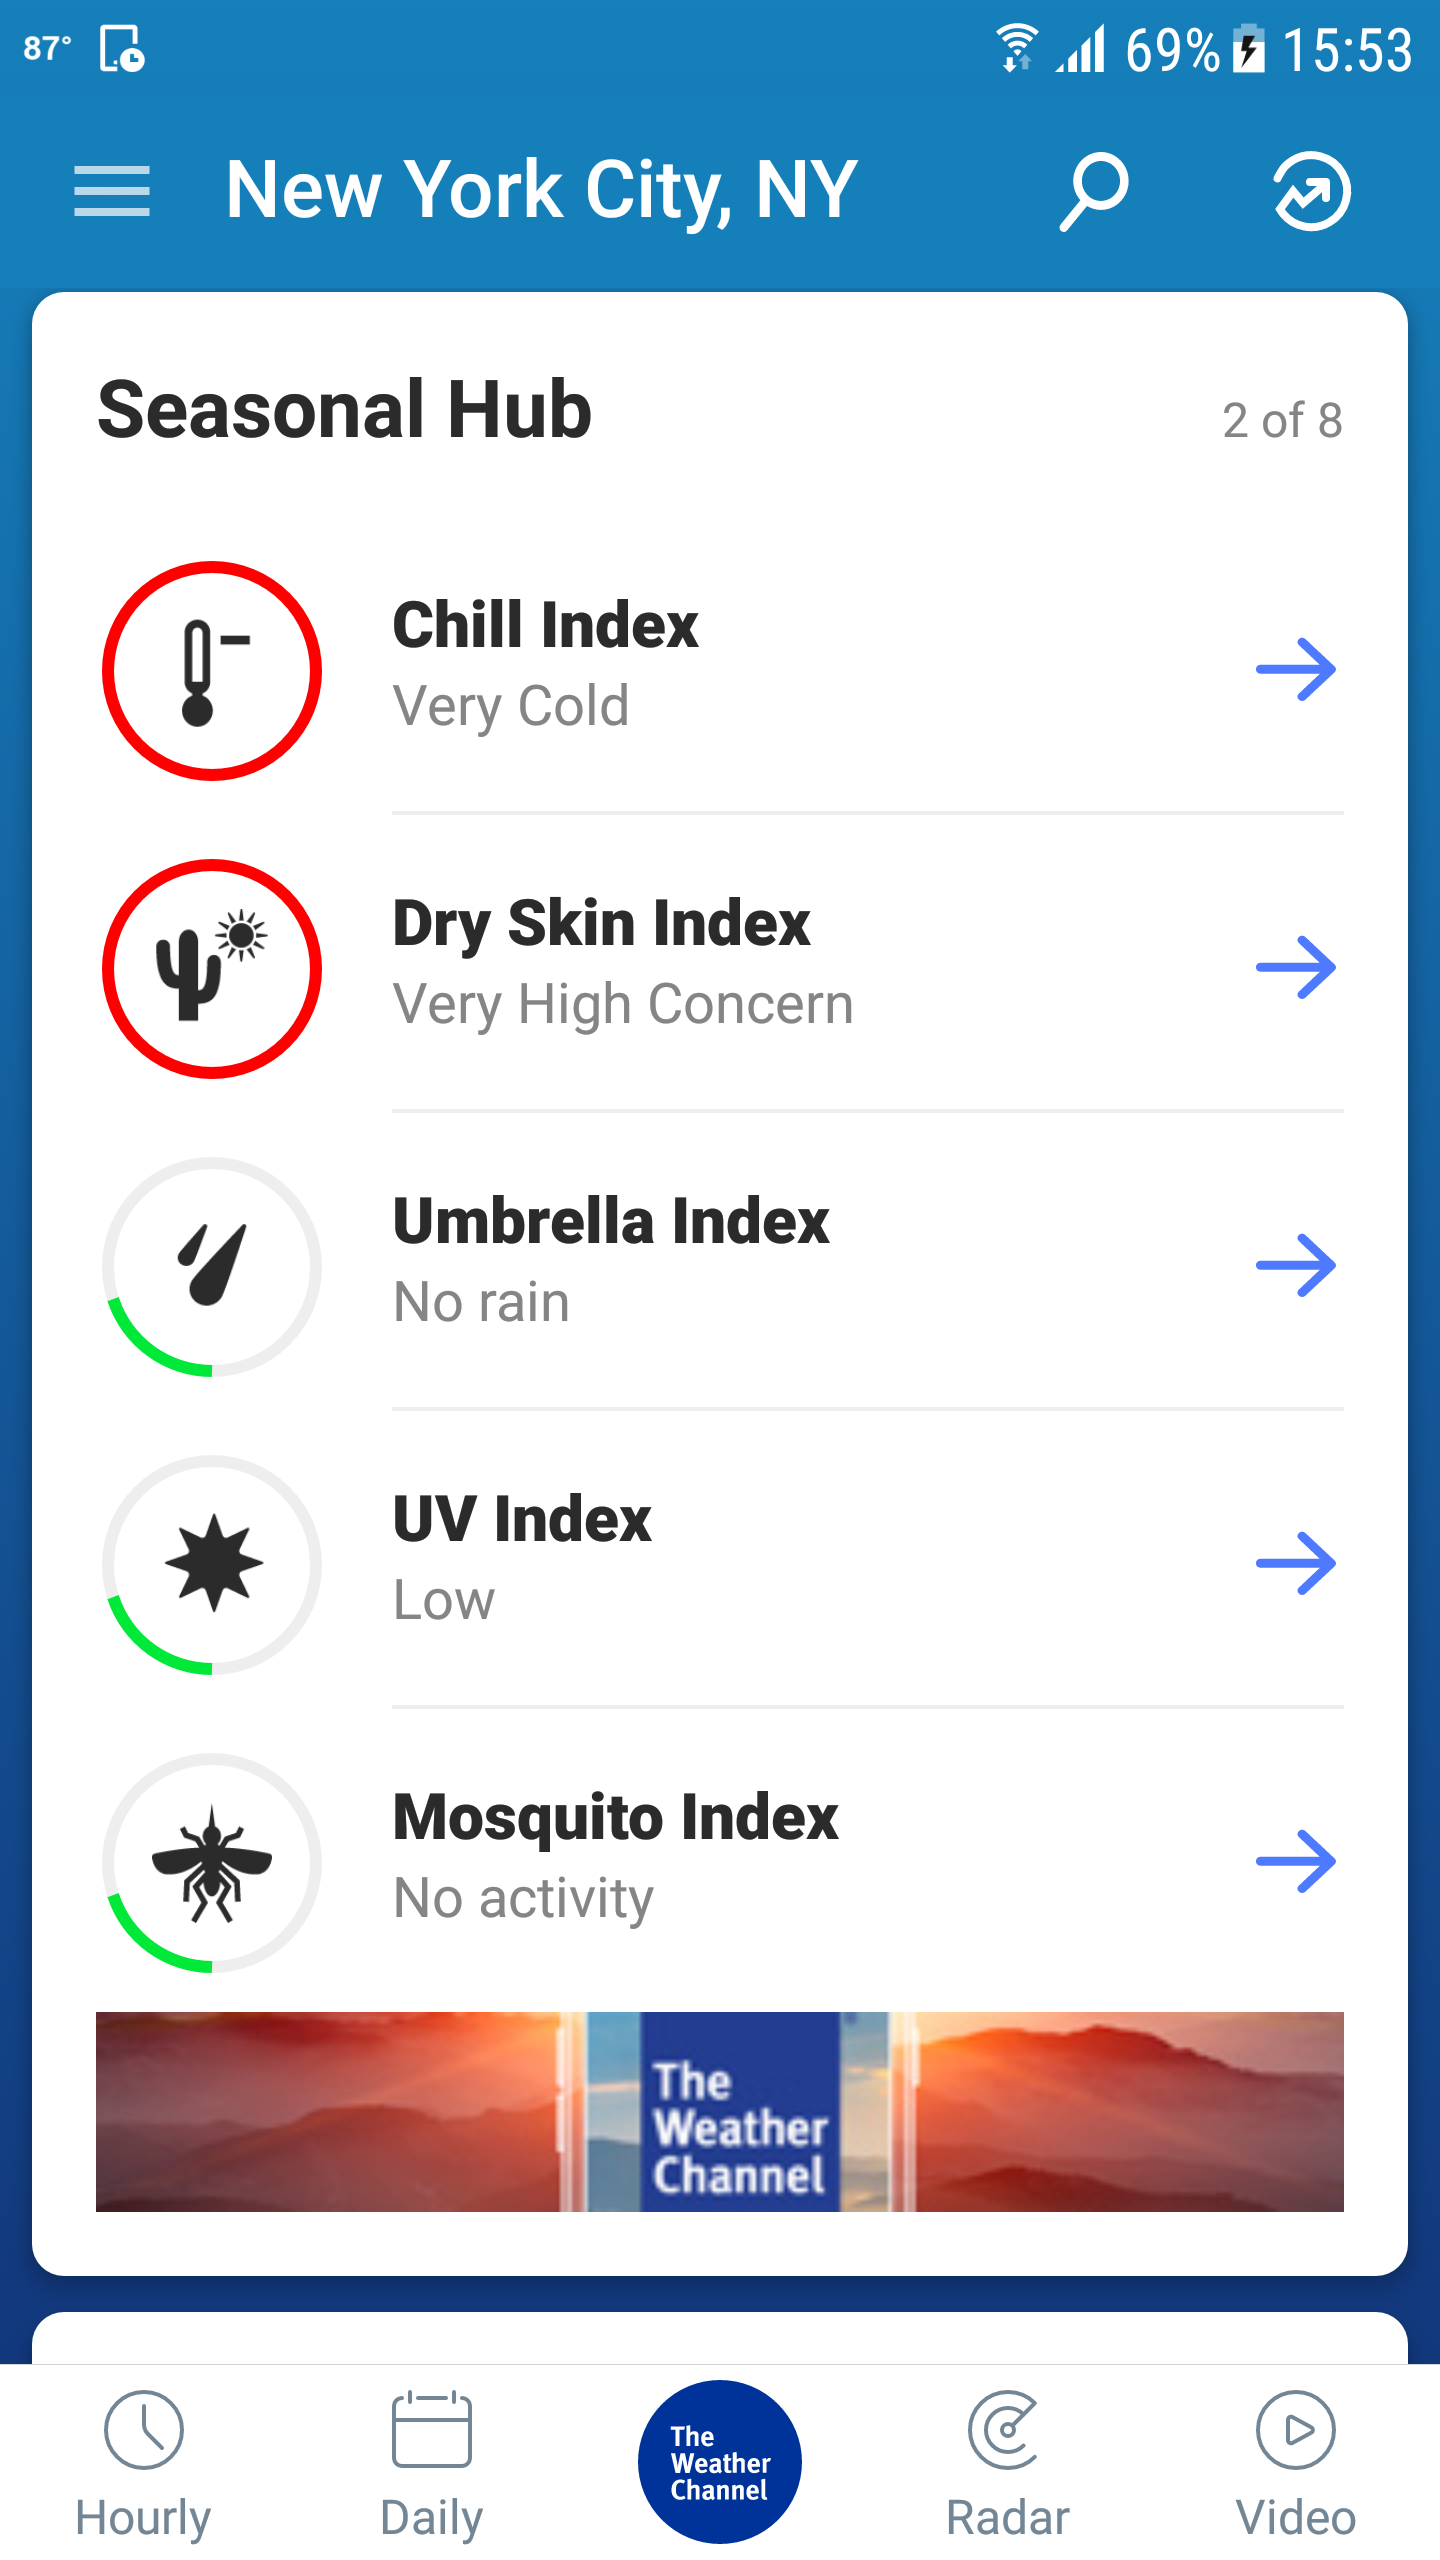 87°
69% 15:53
New York City, NY
Seasonal Hub
2 of 8
Chill Index
Very Cold
Dry Skin Index
Very High Concern
Umbrella Index
No rain
UV Index
Low
Mosquito Index
No activity
The
Weather
Channel
Hourly
Daily
The
Weather
Channel
Radar
Video